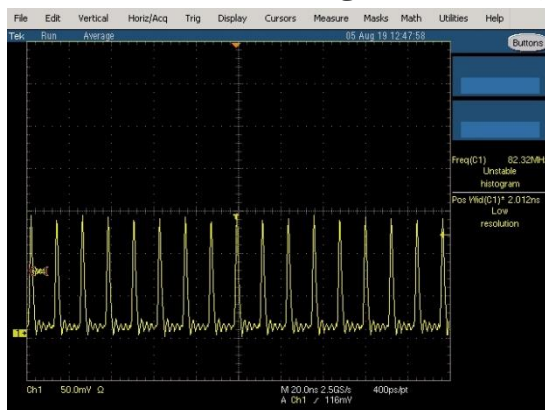 File Edit Vertical Horiz/Acq Trig Display Cursors Measure Masks Math Utilities Help
Tek Run Average 05 Aug 19 12:47:58
Buttons
Freq(C1) 82.32MH
Unstable
histogram
Pos Wid(C1)* 2.012ns
Low
resolution
1
Ch1 50.0mV Ω M 20.0ns 2.5GS/s 400ps/pt
A Ch1 / 116mV